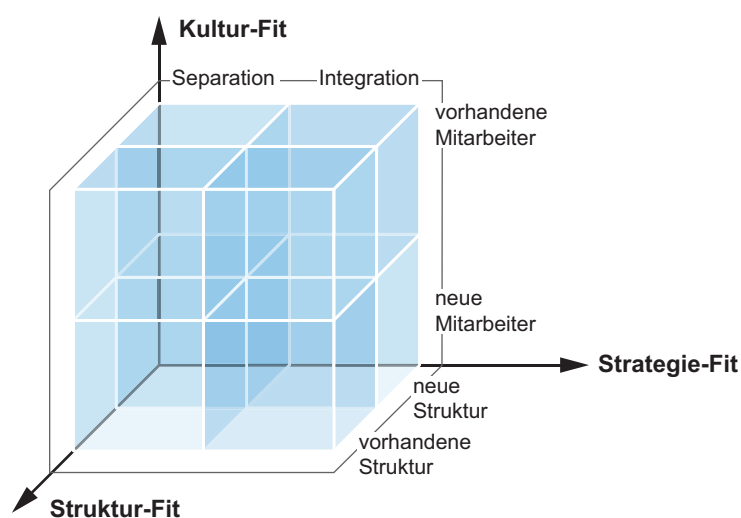 Kultur-Fit
Separation Integration
vorhandene
Mitarbeiter
neue
Mitarbeiter
Strategie-Fit
neue
Struktur
vorhandene
Struktur
Struktur-Fit